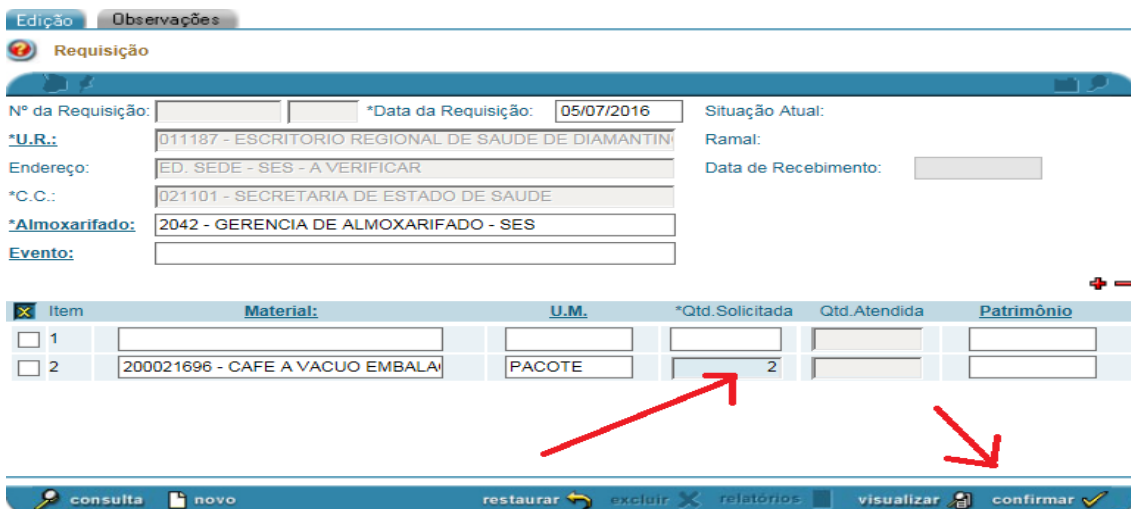 Edição Observações
Requisição
Nº da Requisição: *Data da Requisição: 05/07/2016 Situação Atual:
*U.R.: 011187 - ESCRITORIO REGIONAL DE SAUDE DE DIAMANTIN Ramal:
Endereço: ED. SEDE - SES - A VERIFICAR Data de Recebimento:
*C.C.: 021101 - SECRETARIA DE ESTADO DE SAUDE
*Almoxarifado: 2042 - GERENCIA DE ALMOXARIFADO - SES
Evento:
Item Material: U.M. *Qtd.Solicitada Qtd.Atendida Patrimônio
1
2 200021696 - CAFE A VACUO EMBALA PACOTE 2
consulta novo restaurar excluir relatórios visualizar confirmar